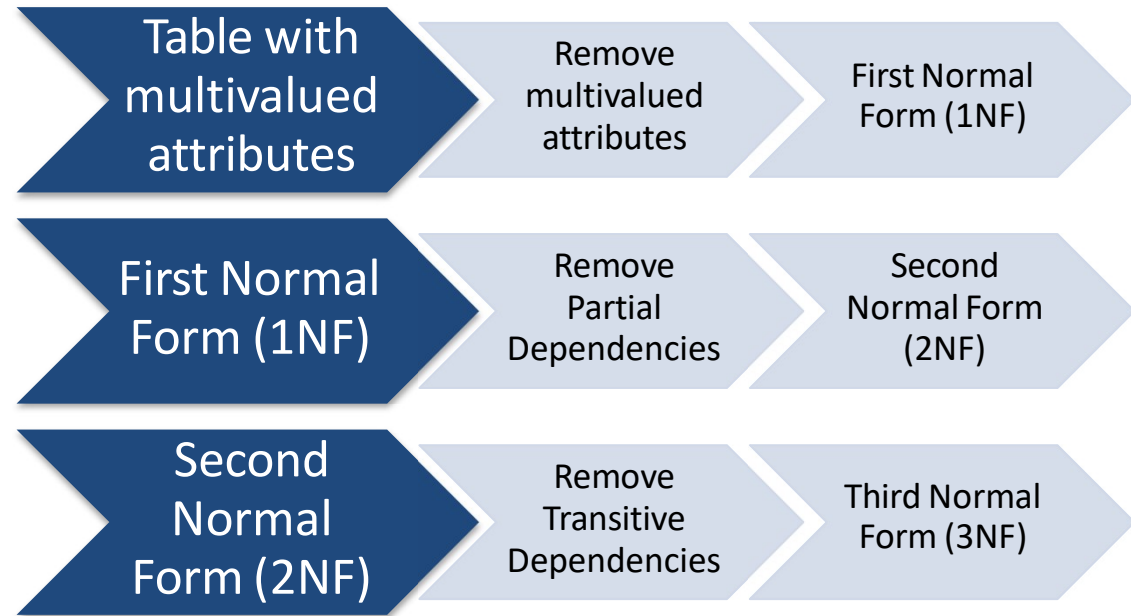 Table with
multivalued
attributes
Remove
multivalued
attributes
First Normal
Form (1NF)
First Normal
Form (1NF)
Remove
Partial
Dependencies
Second
Normal Form
(2NF)
Second
Normal
Form (2NF)
Remove
Transitive
Dependencies
Third Normal
Form (3NF)